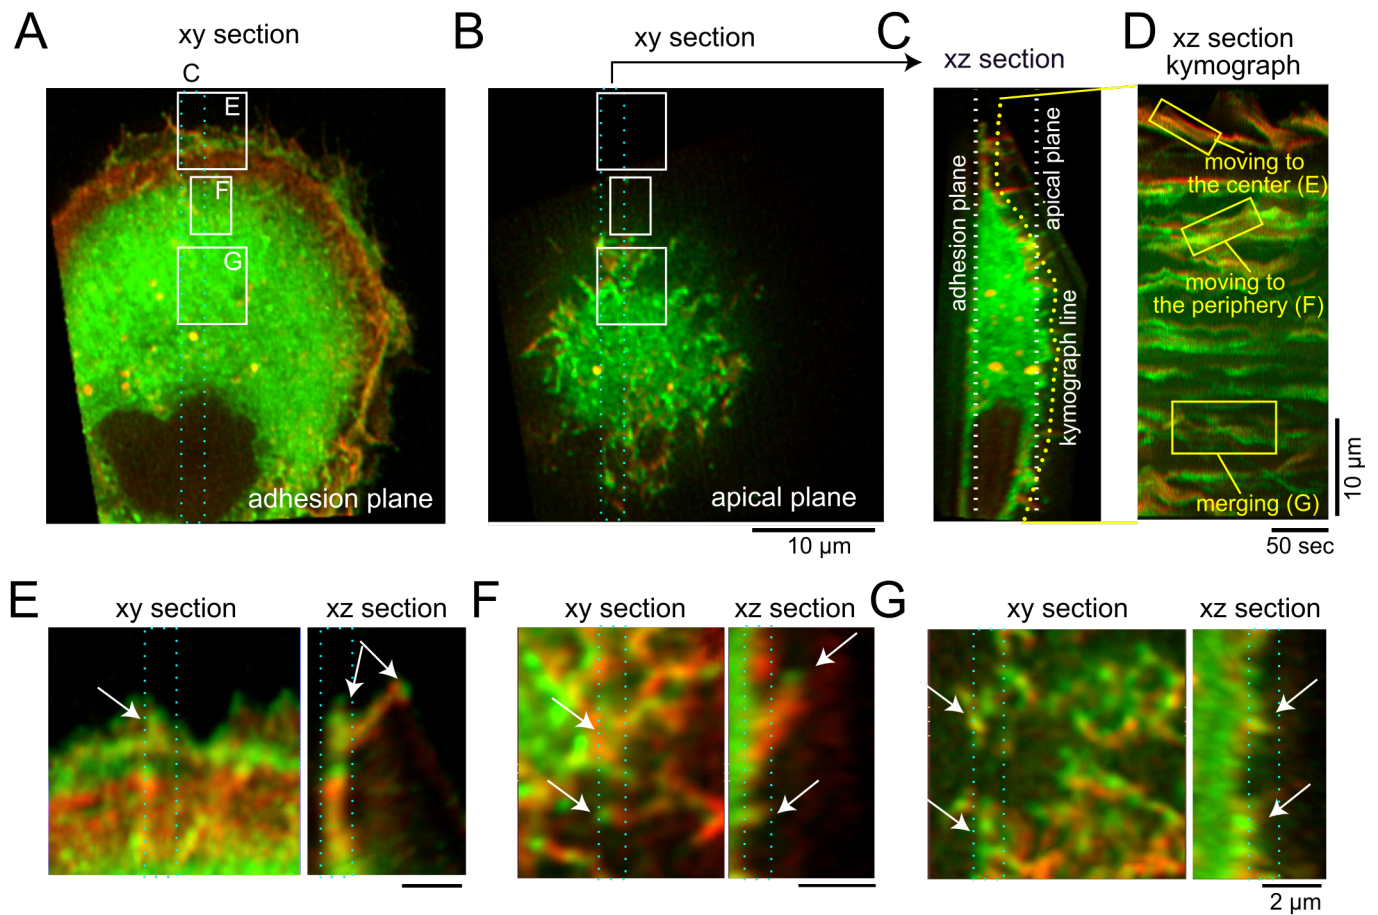 A
xy section
C
E
F
G
adhesion plane
B
xy section
apical plane
10 µm
C
xz section
adhesion plane
apical plane
kymograph line
D
xz section
kymograph
moving to
the center (E)
moving to
the periphery (F)
merging (G)
10 µm
50 sec
E
xy section
xz section
F
xy section
xz section
G
xy section
xz section
2 µm